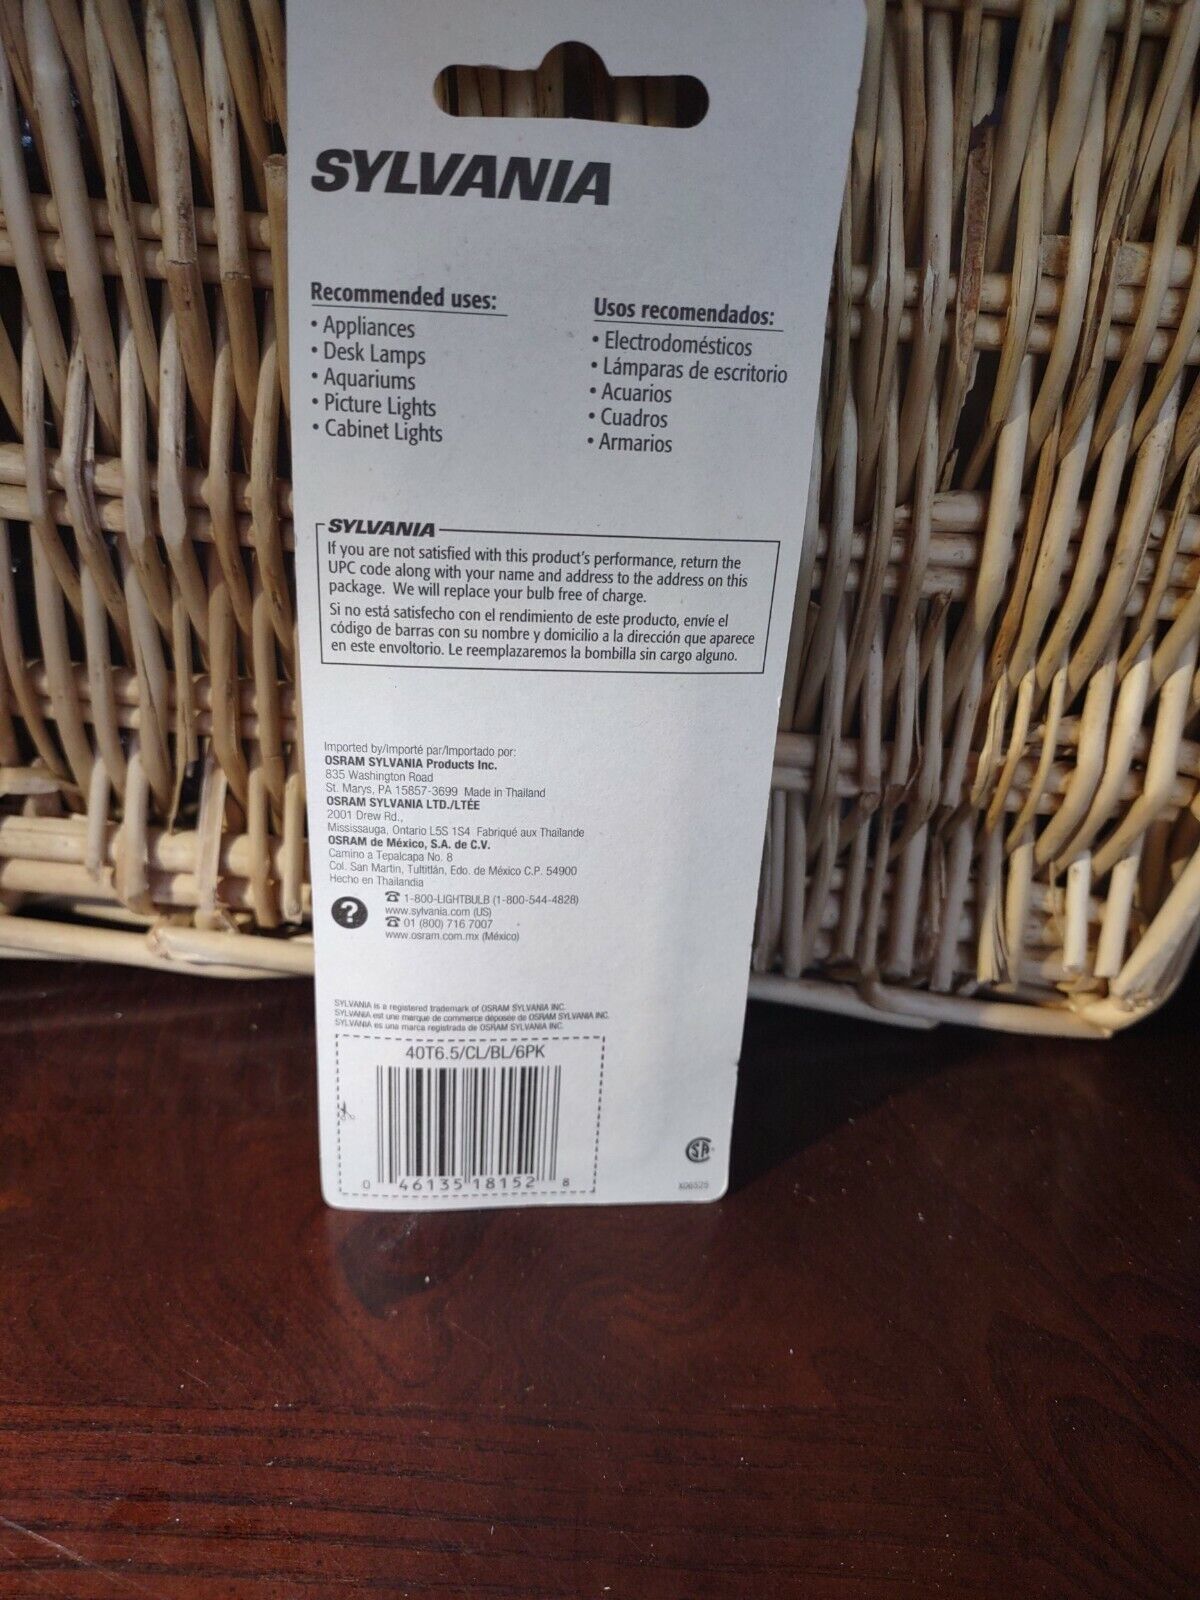 SYLVANIA
Recommended uses:
• Appliances
• Desk Lamps
• Aquariums
• Picture Lights
• Cabinet Lights
Usos recomendados:
• Electrodomésticos
• Lámparas de escritorio
• Acuarios
• Cuadros
• Armarios
SYLVANIA
If you are not satisfied with this product's performance, return the
UPC code along with your name and address to the address on this
package. We will replace your bulb free of charge.
Si no está satisfecho con el rendimiento de este producto, envíe el
código de barras con su nombre y domicilio a la dirección que aparece
en este envoltorio. Le reemplazaremos la bombilla sin cargo alguno.
Imported by/Importé par/Importado por:
OSRAM SYLVANIA Products Inc.
835 Washington Road
St. Marys, PA 15857-3699 Made in Thailand
OSRAM SYLVANIA LTD./LTÉE
2001 Drew Rd.,
Mississauga, Ontario L5S 1S4 Fabriqué aux Thailande
OSRAM de México, S.A. de C.V.
Camino a Tepalcapa No. 8
Col. San Martin, Tultitlán, Edo. de México C.P. 54900
Hecho en Thailandia
?
☎ 1-800-LIGHTBULB (1-800-544-4828)
www.sylvania.com (US)
☎ 01 (800) 716 7007
www.osram.com.mx (México)
SYLVANIA is a registered trademark of OSRAM SYLVANIA INC.
SYLVANIA est une marque de commerce déposée de OSRAM SYLVANIA INC.
SYLVANIA es una marca registrada de OSRAM SYLVANIA INC.
40T6.5/CL/BL/6PK
0 46135 18152 8
X06525